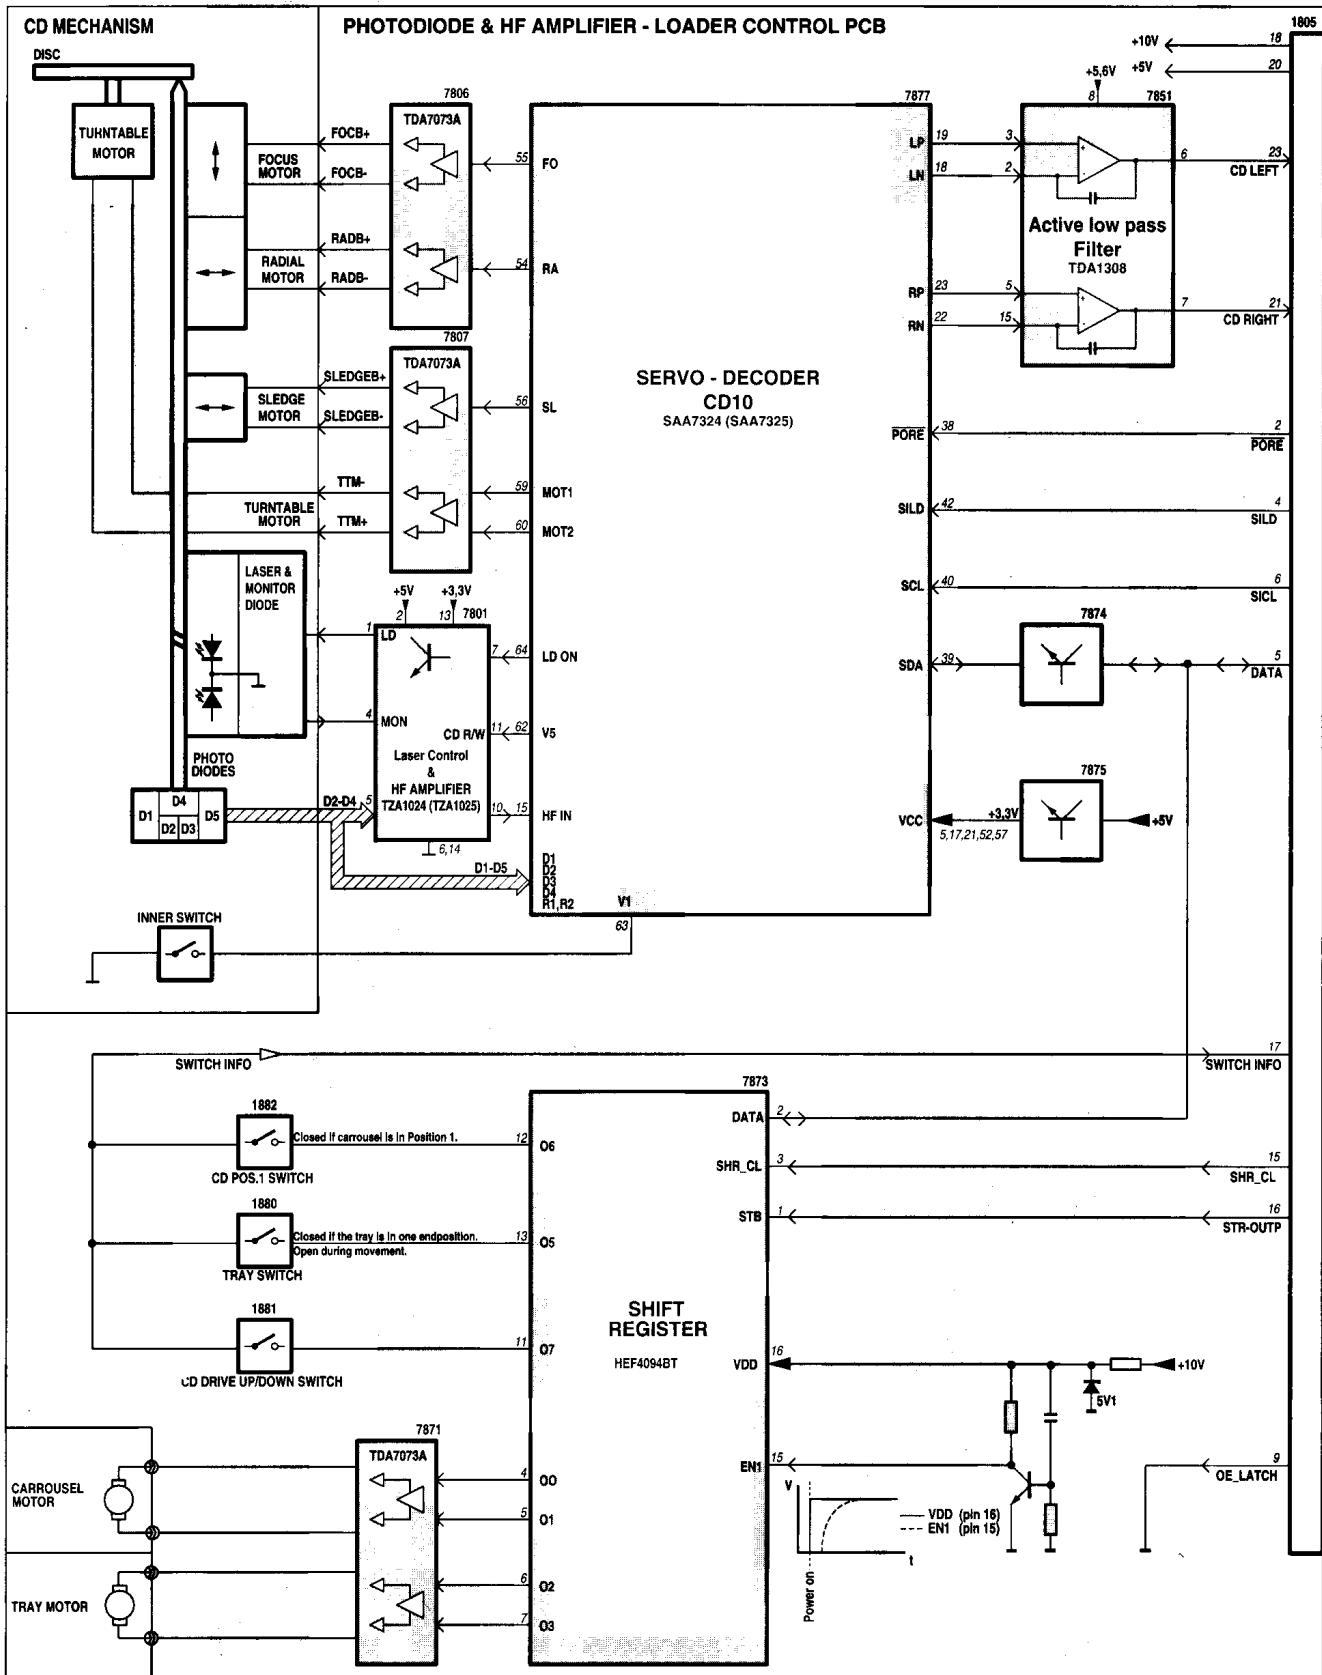 CD MECHANISM
PHOTODIODE & HF AMPLIFIER - LOADER CONTROL PCB
1805
DISC
+10V
18
+5V
20
TURNTABLE
MOTOR
FOCB+
FOCUS
MOTOR
FOCB-
RADB+
RADIAL
MOTOR
RADB-
7806
TDA7073A
55
FO
54
RA
7807
TDA7073A
SLEDGEB+
SLEDGE
MOTOR
SLEDGEB-
56
SL
TTM-
TURNTABLE
MOTOR
TTM+
59
MOT1
60
MOT2
7877
SERVO - DECODER
CD10
SAA7324 (SAA7325)
LP
19
LN
18
RP
23
RN
22
+5,6V
8
7851
3
2
6
23
CD LEFT
Active low pass
Filter
TDA1308
5
15
7
21
CD RIGHT
PORE
38
2
PORE
SILD
42
4
SILD
SCL
40
6
SICL
7874
SDA
39
5
DATA
7875
VCC
+3,3V
5,17,21,52,57
+5V
LASER &
MONITOR
DIODE
+5V
+3,3V
2
13
7801
1
LD
7
64
LD ON
4
MON
CD R/W
11
62
V5
Laser Control
&
HF AMPLIFIER
TZA1024 (TZA1025)
10
15
HF IN
6,14
PHOTO
DIODES
D1
D4
D5
D2
D3
D2-D4
5
D1-D5
D1
D2
D3
D4
R1,R2
V1
63
INNER SWITCH
SWITCH INFO
17
SWITCH INFO
7873
1882
Closed if carrousel is in Position 1.
12
O6
CD POS.1 SWITCH
1880
Closed if the tray is in one endposition.
Open during movement.
13
O5
TRAY SWITCH
1881
11
O7
CD DRIVE UP/DOWN SWITCH
DATA
2
SHR_CL
3
15
SHR_CL
STB
1
16
STR-OUTP
SHIFT
REGISTER
HEF4094BT
VDD
16
+10V
5V1
EN1
15
9
OE_LATCH
V
VDD (pin 16)
EN1 (pin 15)
t
Power on
7871
TDA7073A
CARROUSEL
MOTOR
4
O0
5
O1
TRAY MOTOR
6
O2
7
O3